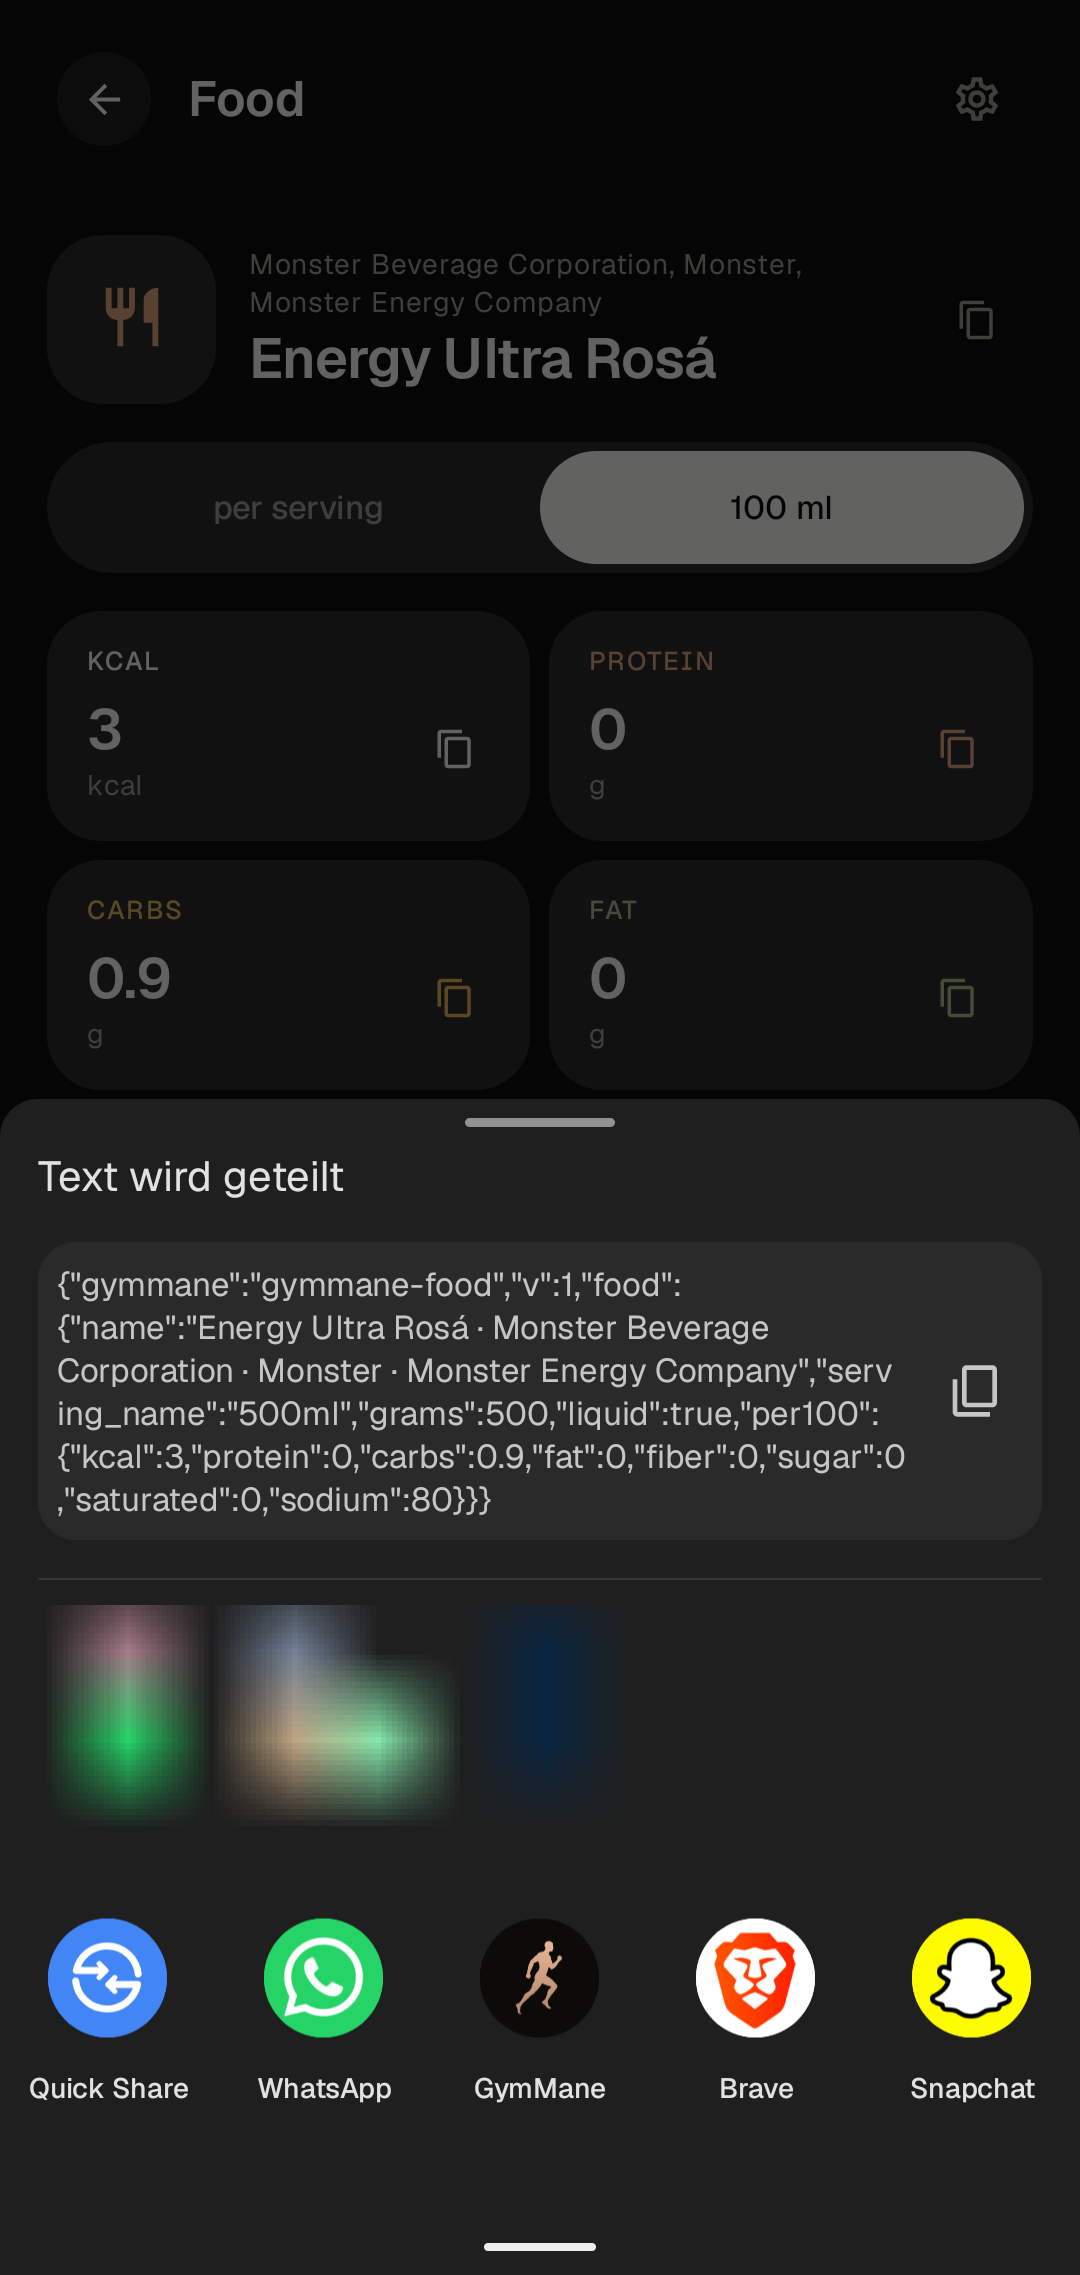 Food
Monster Beverage Corporation, Monster,
Monster Energy Company
Energy Ultra Rosá
per serving
100 ml
KCAL
3
kcal
PROTEIN
0
g
CARBS
0.9
g
FAT
0
g
Text wird geteilt
{"gymmane":"gymmane-food","v":1,"food":
{"name":"Energy Ultra Rosá · Monster Beverage
Corporation · Monster · Monster Energy Company","serv
ing_name":"500ml","grams":500,"liquid":true,"per100":
{"kcal":3,"protein":0,"carbs":0.9,"fat":0,"fiber":0,"sugar":0
,"saturated":0,"sodium":80}}}
Quick Share
WhatsApp
GymMane
Brave
Snapchat